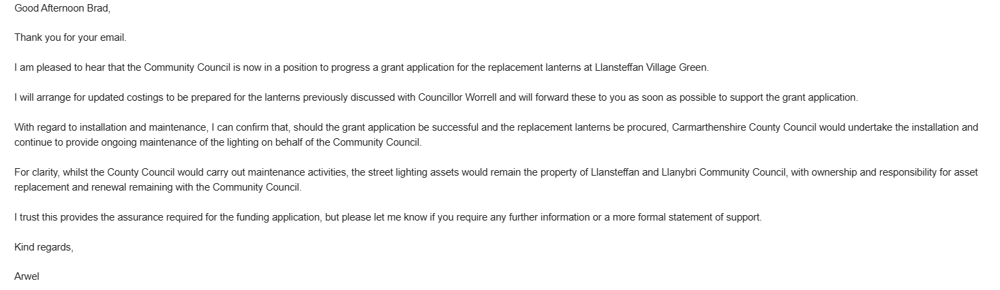 Good Afternoon Brad,
Thank you for your email.
I am pleased to hear that the Community Council is now in a position to progress a grant application for the replacement lanterns at Llansteffan Village Green.
I will arrange for updated costings to be prepared for the lanterns previously discussed with Councillor Worrell and will forward these to you as soon as possible to support the grant application.
With regard to installation and maintenance, I can confirm that, should the grant application be successful and the replacement lanterns be procured, Carmarthenshire County Council would undertake the installation and
continue to provide ongoing maintenance of the lighting on behalf of the Community Council.
For clarity, whilst the County Council would carry out maintenance activities, the street lighting assets would remain the property of Llansteffan and Llanybri Community Council, with ownership and responsibility for asset
replacement and renewal remaining with the Community Council.
I trust this provides the assurance required for the funding application, but please let me know if you require any further information or a more formal statement of support.
Kind regards,
Arwel